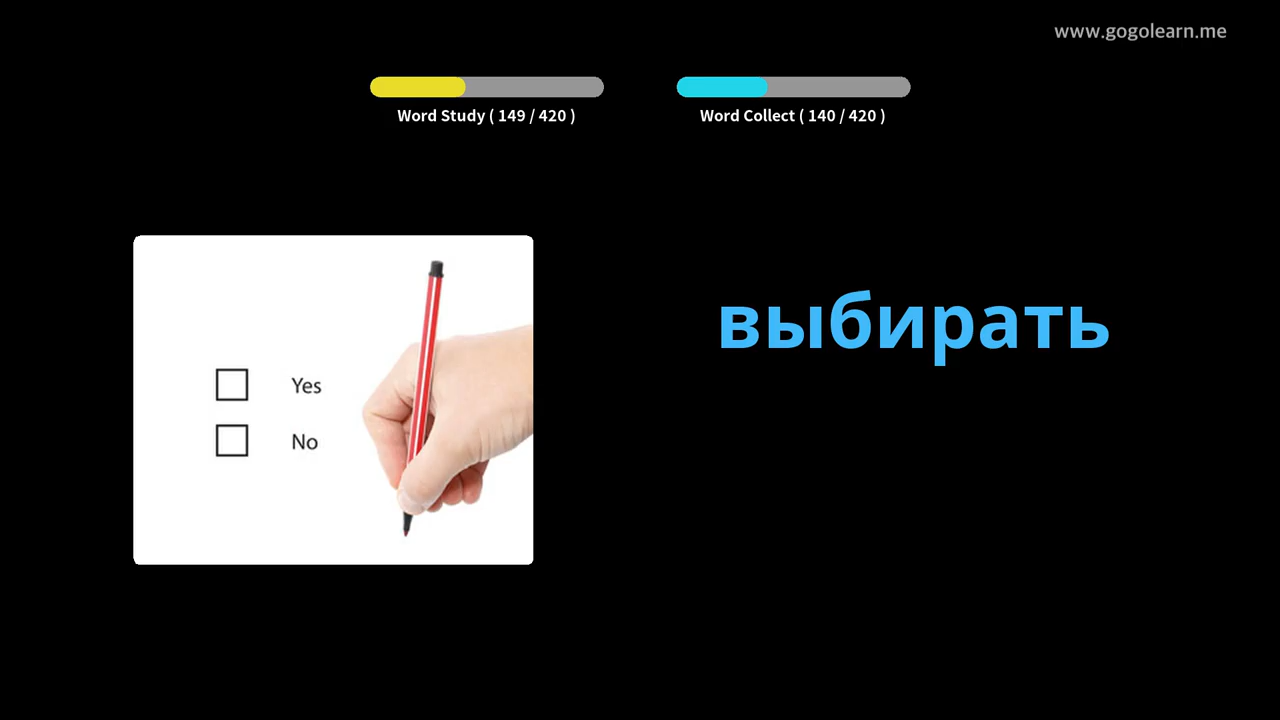 www.gogolearn.me
Word Study ( 149 / 420 )
Word Collect ( 140 / 420 )
выбирать
Yes
No